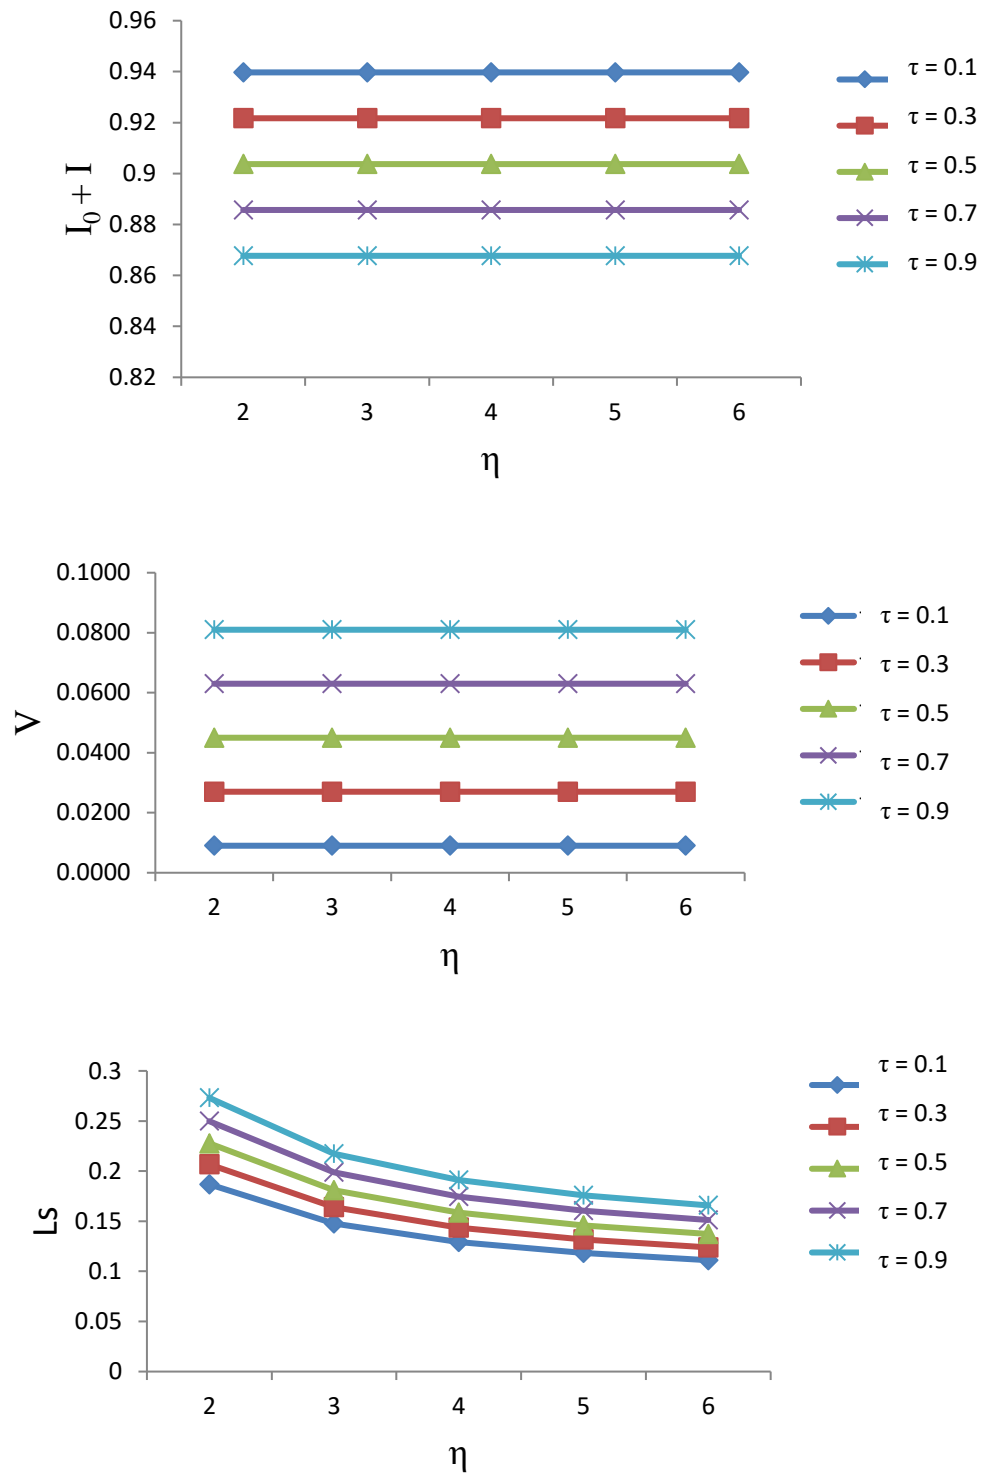 0.96
0.94
0.92
0.9
0.88
0.86
0.84
0.82
I₀ + I
2 3 4 5 6
η
τ = 0.1
τ = 0.3
τ = 0.5
τ = 0.7
τ = 0.9
0.1000
0.0800
0.0600
0.0400
0.0200
0.0000
V
2 3 4 5 6
η
τ = 0.1
τ = 0.3
τ = 0.5
τ = 0.7
τ = 0.9
0.3
0.25
0.2
0.15
0.1
0.05
0
Ls
2 3 4 5 6
η
τ = 0.1
τ = 0.3
τ = 0.5
τ = 0.7
τ = 0.9